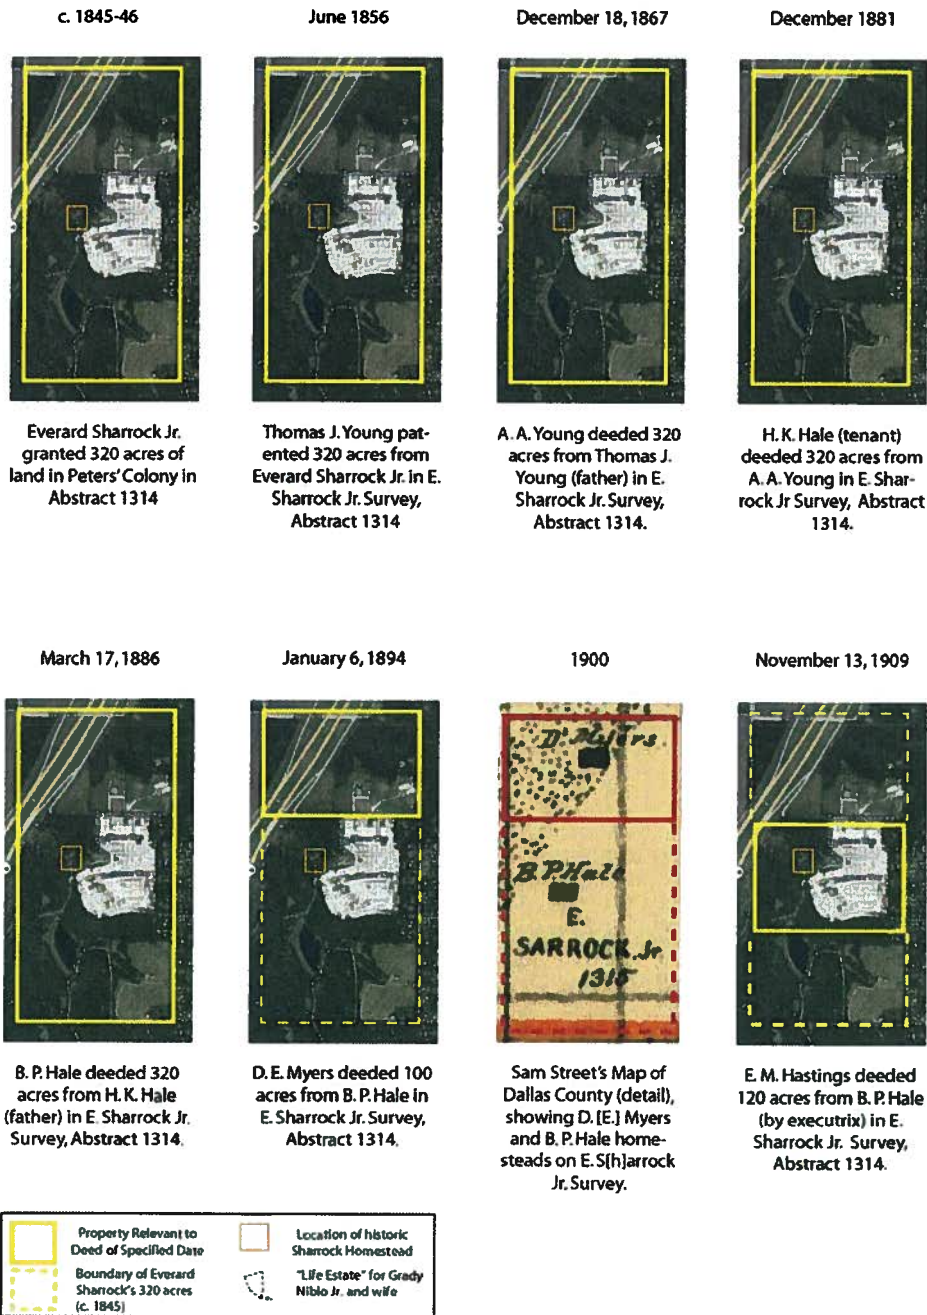 c. 1845-46
June 1856
December 18, 1867
December 1881
Everard Sharrock Jr.
granted 320 acres of
land in Peters' Colony in
Abstract 1314
Thomas J. Young pat-
ented 320 acres from
Everard Sharrock Jr. in E.
Sharrock Jr. Survey,
Abstract 1314
A. A. Young deeded 320
acres from Thomas J.
Young (father) in E.
Sharrock Jr. Survey,
Abstract 1314.
H. K. Hale (tenant)
deeded 320 acres from
A. A. Young in E. Shar-
rock Jr Survey, Abstract
1314.
March 17, 1886
January 6, 1894
1900
November 13, 1909
D. Myers
B. P. Hale
E.
SARROCK. Jr
1315
B. P. Hale deeded 320
acres from H. K. Hale
(father) in E. Sharrock Jr.
Survey, Abstract 1314.
D. E. Myers deeded 100
acres from B. P. Hale in
E. Sharrock Jr. Survey,
Abstract 1314.
Sam Street's Map of
Dallas County (detail),
showing D. [E.] Myers
and B. P. Hale home-
steads on E. S[h]arrock
Jr. Survey.
E. M. Hastings deeded
120 acres from B. P. Hale
(by executrix) in E.
Sharrock Jr. Survey,
Abstract 1314.
Property Relevant to
Deed of Specified Date
Boundary of Everard
Sharrock's 320 acres
(c. 1845)
Location of historic
Sharrock Homestead
"Life Estate" for Grady
Niblo Jr. and wife